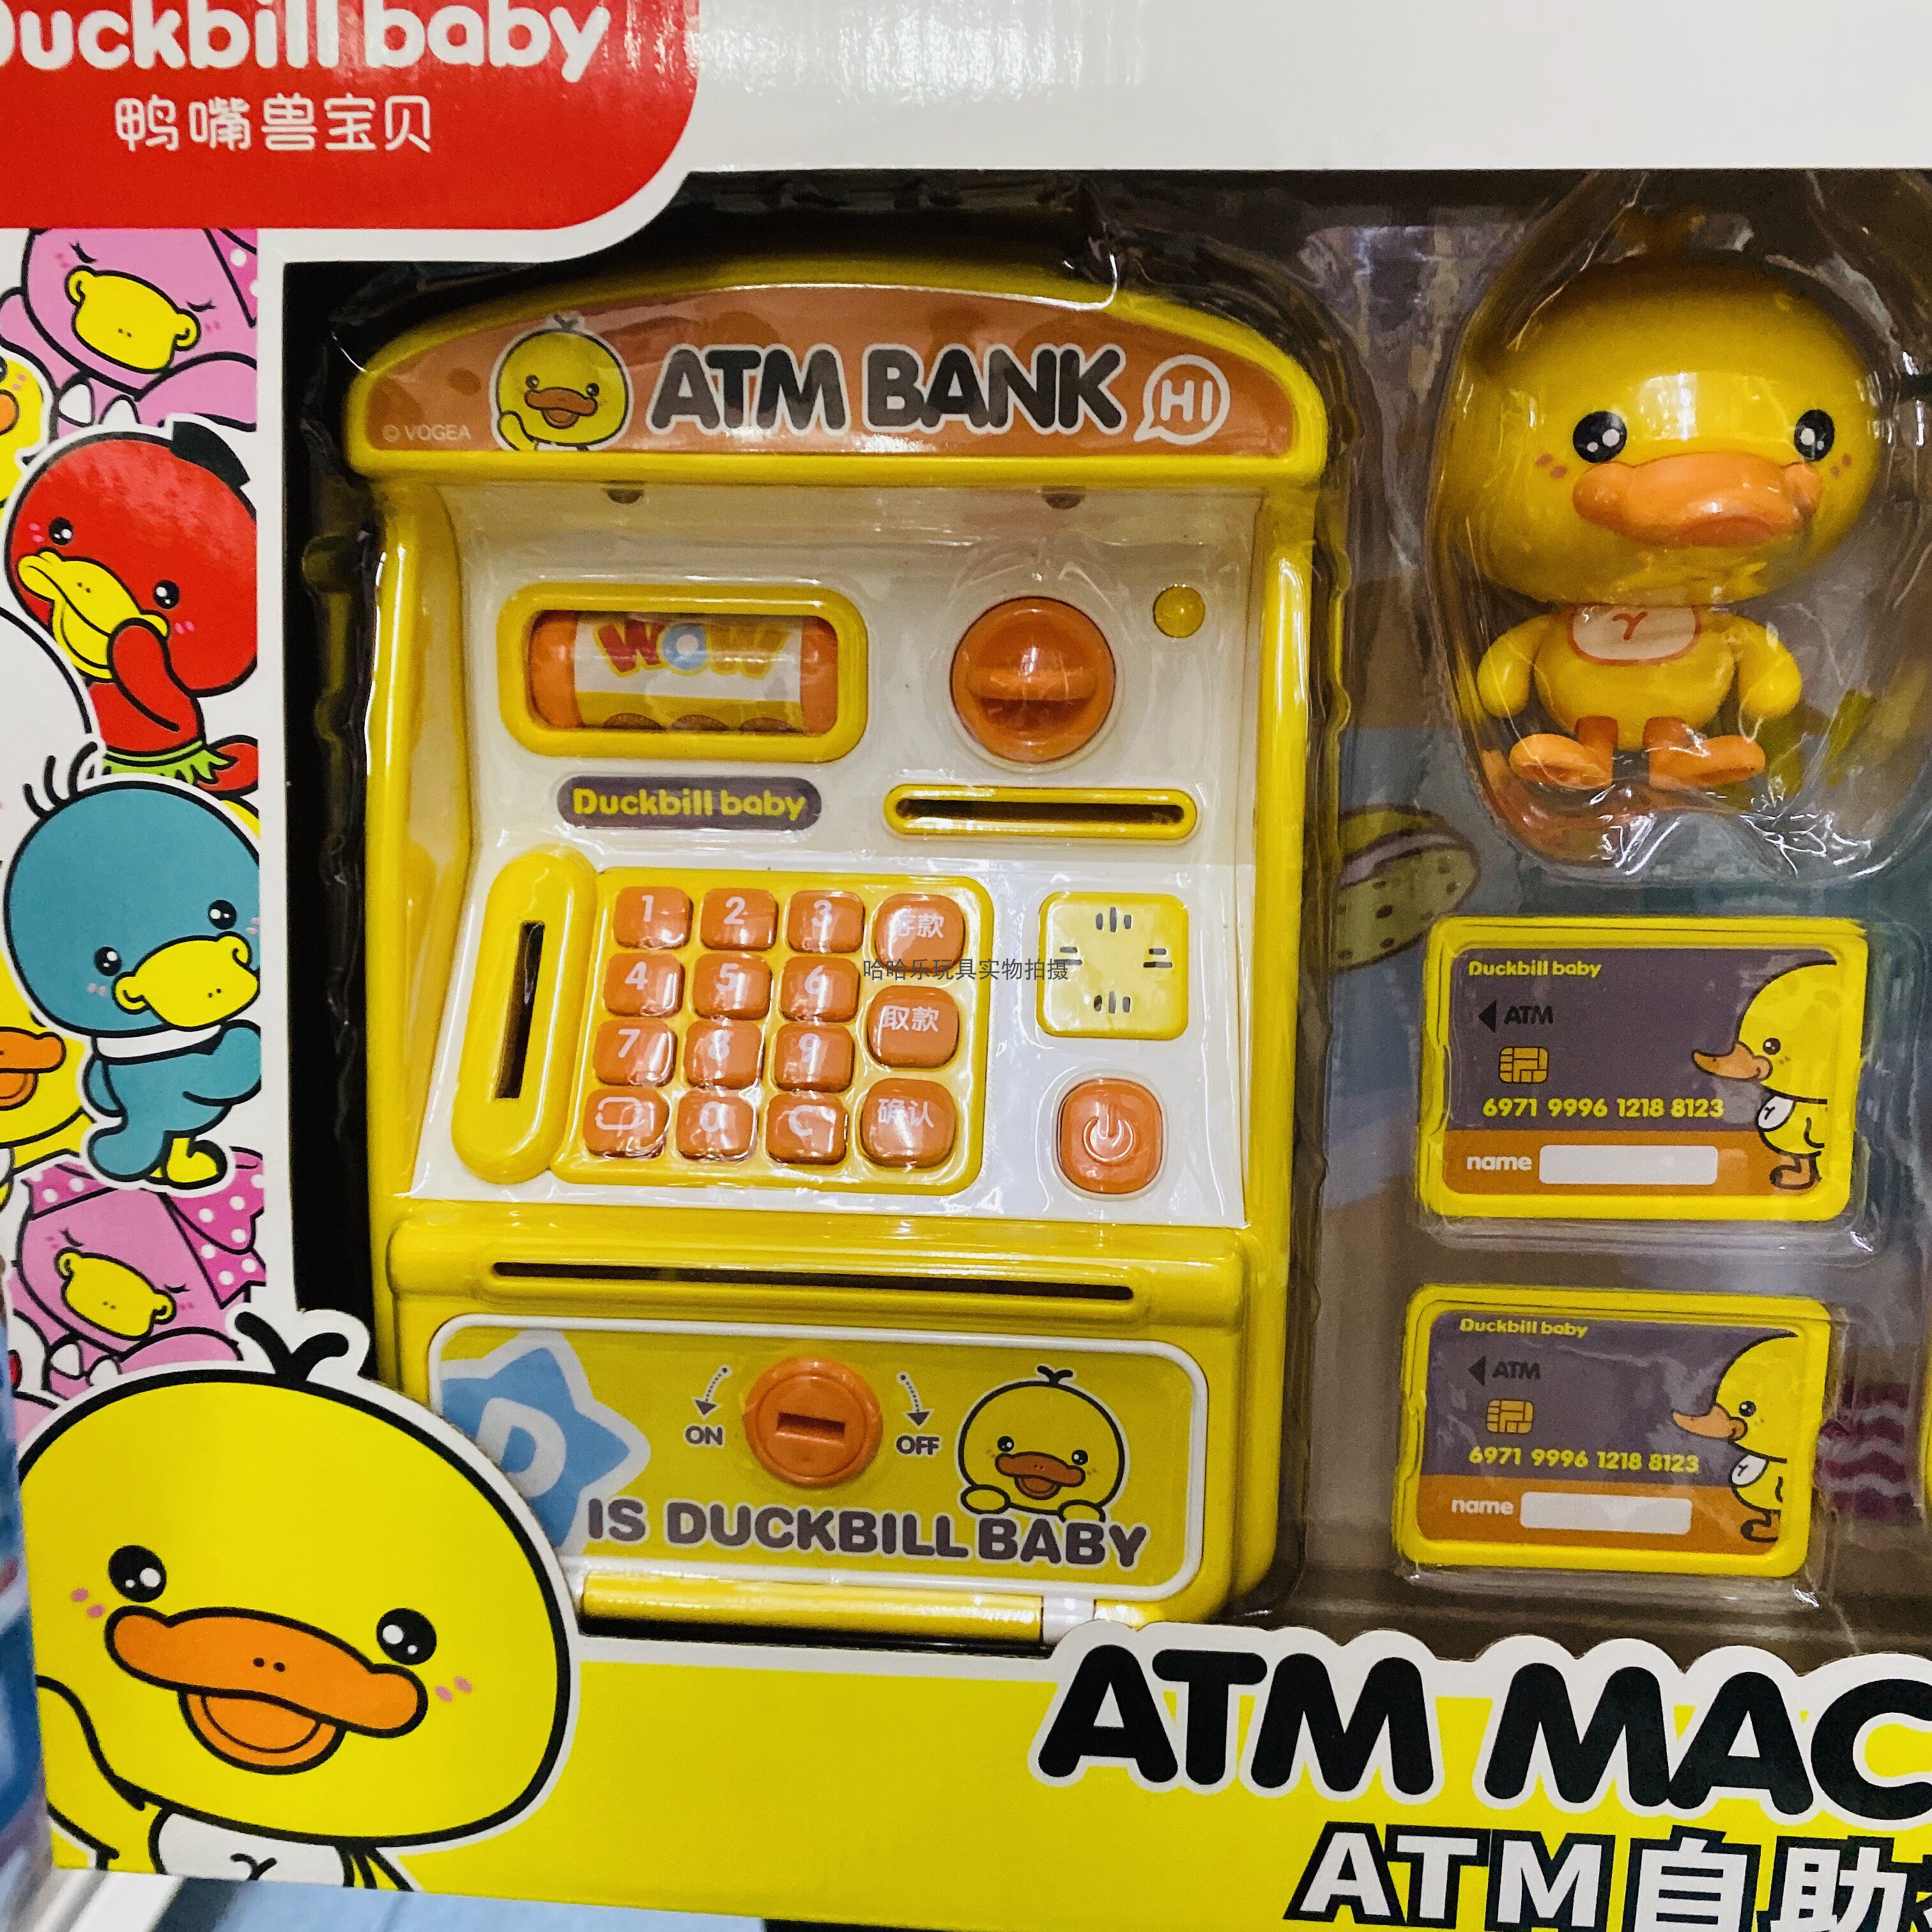 Duckbill baby
鸭嘴兽宝贝
© VOGEA
ATM BANK
HI
WOW
Duckbill baby
1 2 3 存款
4 5 6
取款
7 8 9
0 C 确认
哈哈乐玩具实物拍摄
ON
OFF
D
IS DUCKBILL BABY
Duckbill baby
ATM
6971 9996 1218 8123
name
Duckbill baby
ATM
6971 9996 1218 8123
name
ATM MAC
ATM自助